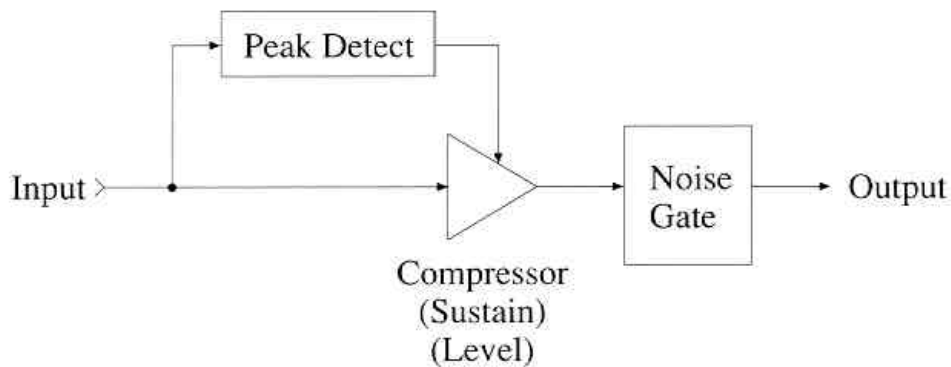 Peak Detect
Input
Noise
Gate
Output
Compressor
(Sustain)
(Level)